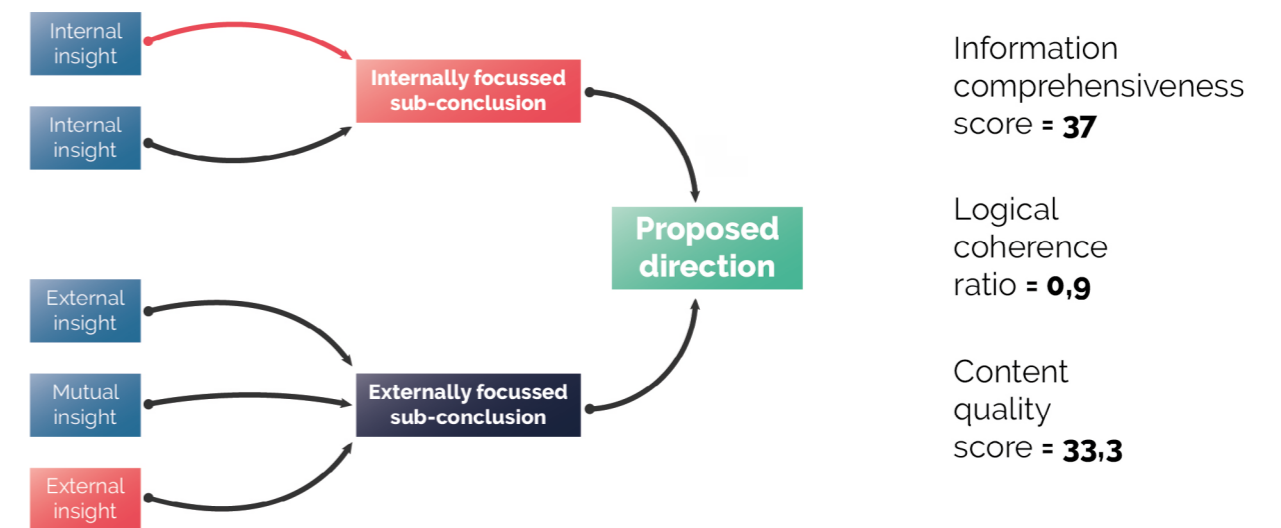 Internal
insight
Internally focussed
sub-conclusion
Internal
insight
Proposed
direction
External
insight
Mutual
insight
Externally focussed
sub-conclusion
External
insight
Information
comprehensiveness
score = 37
Logical
coherence
ratio = 0,9
Content
quality
score = 33,3